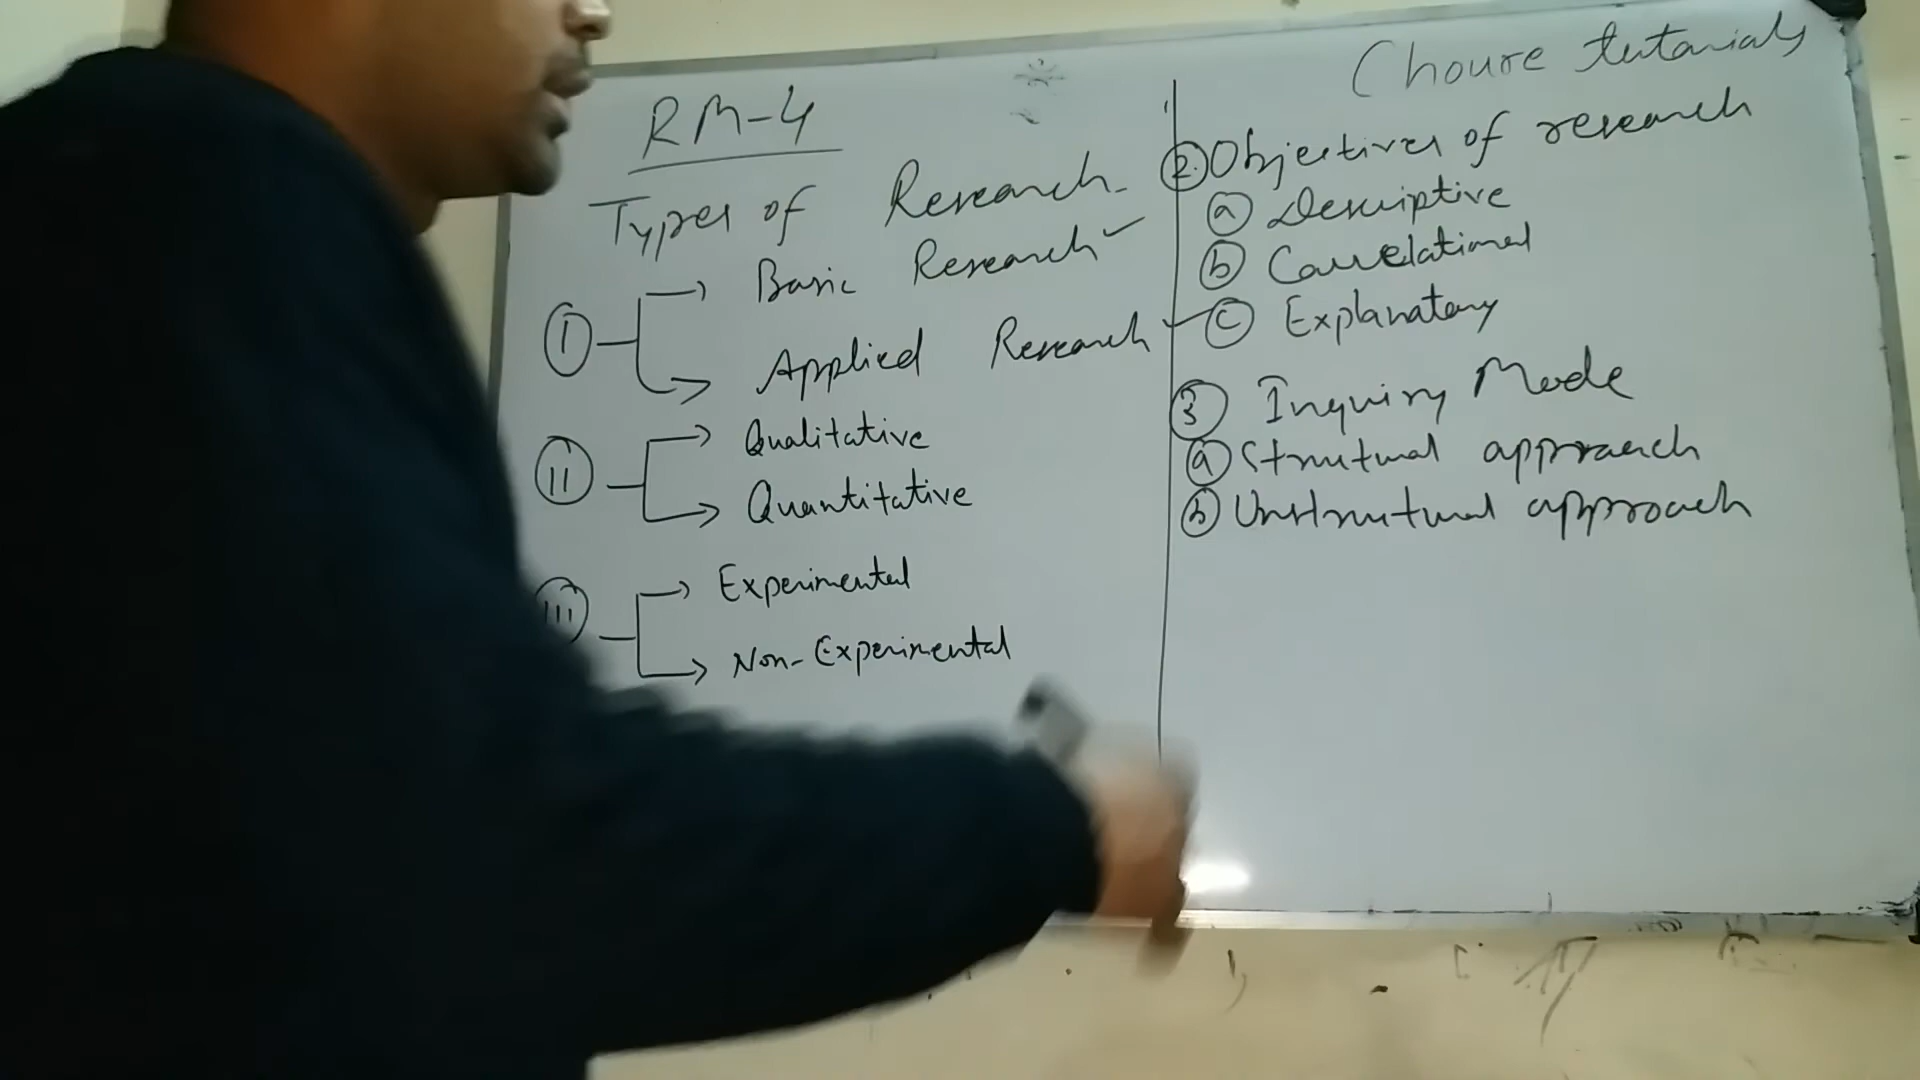 RM-4
Types of Research
I Basic Research
Applied Research
II Qualitative
Quantitative
III Experimental
Non-Experimental
Choure tutorials
2. Objectives of research
a Descriptive
b Correlational
c Explanatory
3 Inquiry Mode
a Structural approach
b Unstructural approach